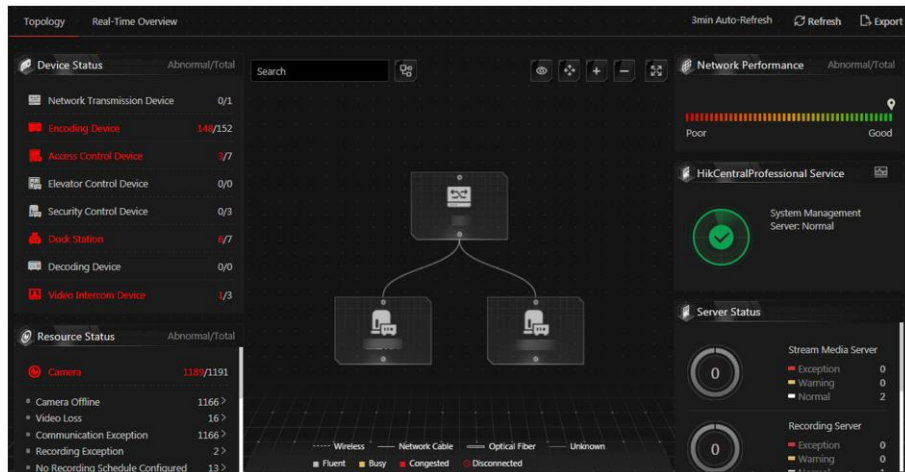 Topology Real-Time Overview 3min Auto-Refresh Refresh Export
Device Status Abnormal/Total
Network Transmission Device 0/1
Encoding Device 148/152
Access Control Device 3/7
Elevator Control Device 0/0
Security Control Device 0/3
Dock Station 6/7
Decoding Device 0/0
Video Intercom Device 1/3
Resource Status Abnormal/Total
Camera 1189/1191
Camera Offline 1166 >
Video Loss 16 >
Communication Exception 1166 >
Recording Exception 2 >
No Recording Schedule Configured 13 >
Search
Wireless Network Cable Optical Fiber Unknown
Fluent Busy Congested Disconnected
Network Performance Abnormal/Total
Poor Good
HikCentralProfessional Service
System Management
Server: Normal
Server Status
0
Stream Media Server
Exception 0
Warning 0
Normal 2
0
Recording Server
Exception 0
Warning 0